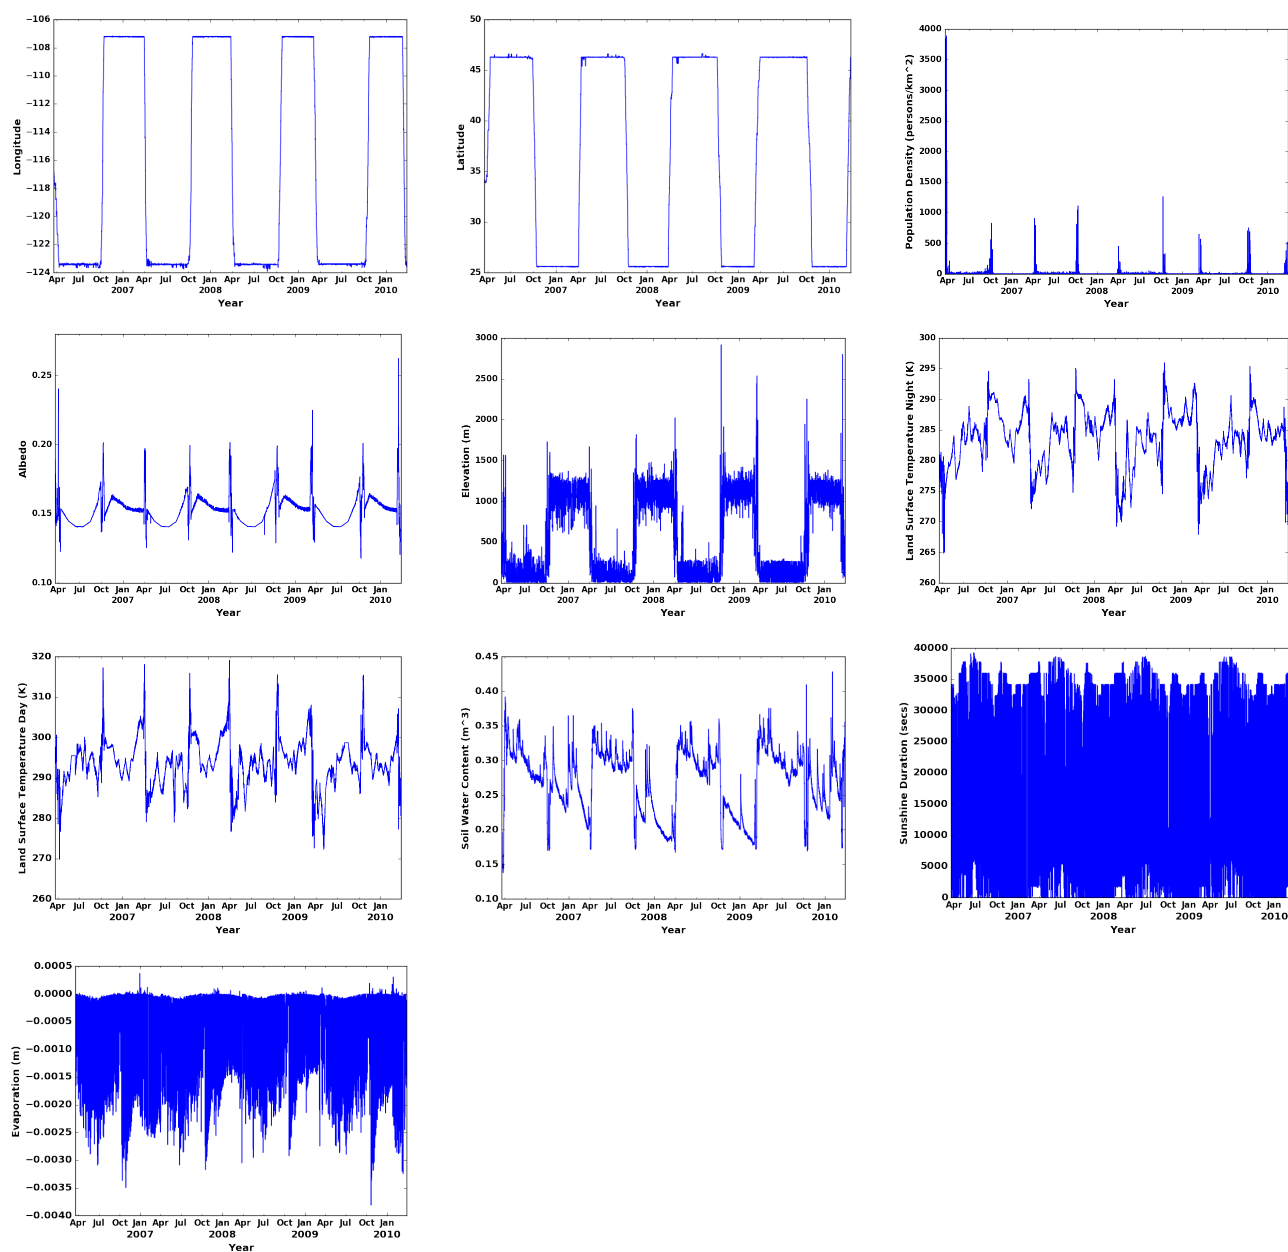 −106
−108
−110
−112
−114
−116
−118
−120
−122
−124
Longitude
Apr Jul Oct Jan Apr Jul Oct Jan Apr Jul Oct Jan Apr Jul Oct Jan
2007 2008 2009 2010
Year
50
45
40
35
30
25
Latitude
Apr Jul Oct Jan Apr Jul Oct Jan Apr Jul Oct Jan Apr Jul Oct Jan
2007 2008 2009 2010
Year
4000
3500
3000
2500
2000
1500
1000
500
0
Population Density (persons/km^2)
Apr Jul Oct Jan Apr Jul Oct Jan Apr Jul Oct Jan Apr Jul Oct Jan
2007 2008 2009 2010
Year
0.25
0.20
0.15
0.10
Albedo
Apr Jul Oct Jan Apr Jul Oct Jan Apr Jul Oct Jan Apr Jul Oct Jan
2007 2008 2009 2010
Year
3000
2500
2000
1500
1000
500
0
Elevation (m)
Apr Jul Oct Jan Apr Jul Oct Jan Apr Jul Oct Jan Apr Jul Oct Jan
2007 2008 2009 2010
Year
300
295
290
285
280
275
270
265
260
Land Surface Temperature Night (K)
Apr Jul Oct Jan Apr Jul Oct Jan Apr Jul Oct Jan Apr Jul Oct Jan
2007 2008 2009 2010
Year
320
310
300
290
280
270
260
Land Surface Temperature Day (K)
Apr Jul Oct Jan Apr Jul Oct Jan Apr Jul Oct Jan Apr Jul Oct Jan
2007 2008 2009 2010
Year
0.45
0.40
0.35
0.30
0.25
0.20
0.15
0.10
Soil Water Content (m^3)
Apr Jul Oct Jan Apr Jul Oct Jan Apr Jul Oct Jan Apr Jul Oct Jan
2007 2008 2009 2010
Year
40000
35000
30000
25000
20000
15000
10000
5000
0
Sunshine Duration (secs)
Apr Jul Oct Jan Apr Jul Oct Jan Apr Jul Oct Jan Apr Jul Oct Jan
2007 2008 2009 2010
Year
0.0005
0.0000
−0.0005
−0.0010
−0.0015
−0.0020
−0.0025
−0.0030
−0.0035
−0.0040
Evaporation (m)
Apr Jul Oct Jan Apr Jul Oct Jan Apr Jul Oct Jan Apr Jul Oct Jan
2007 2008 2009 2010
Year